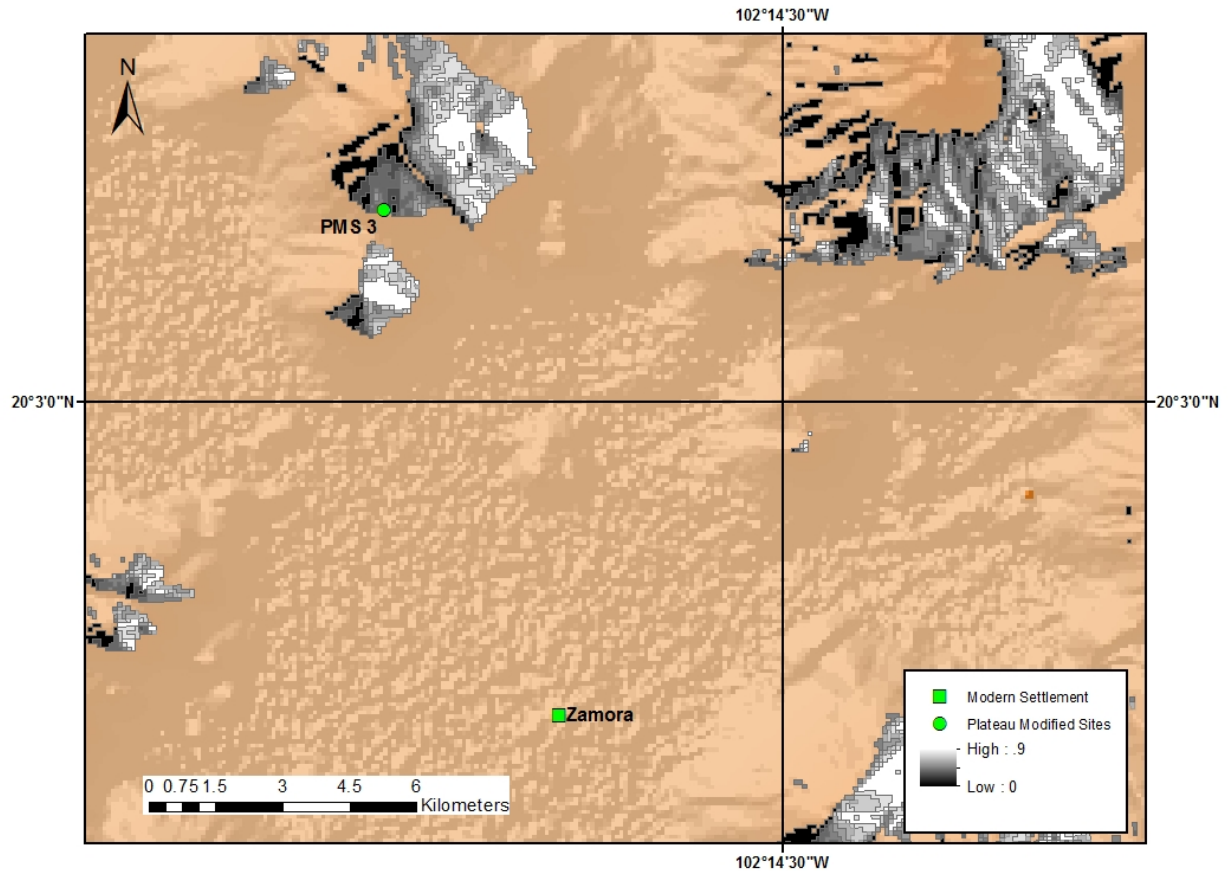 102°14'30"W
N
PMS 3
20°3'0"N
20°3'0"N
Zamora
Modern Settlement
Plateau Modified Sites
High : .9
Low : 0
0 0.75 1.5 3 4.5 6
Kilometers
102°14'30"W